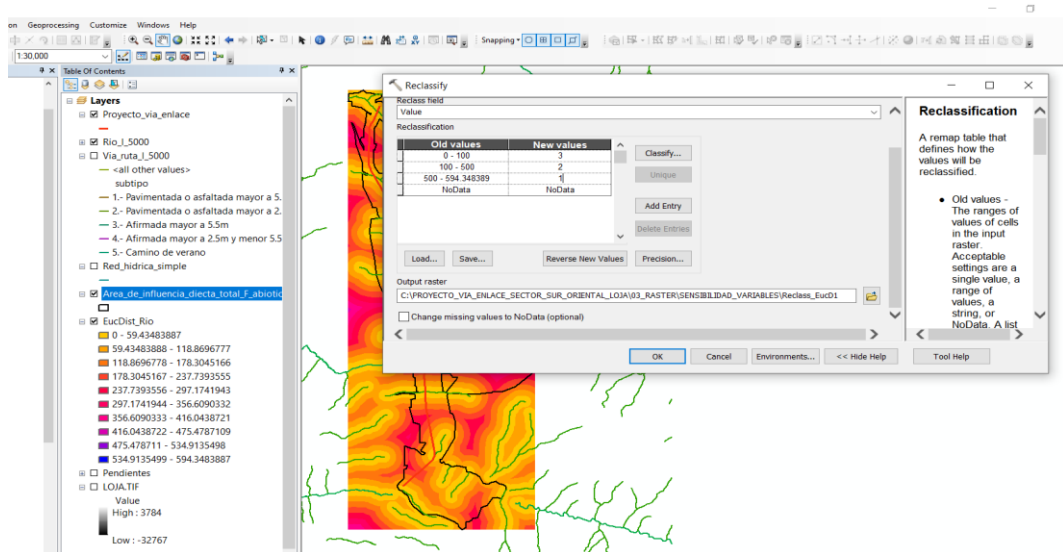 on Geoprocessing Customize Windows Help
Snapping
1:30,000
Table Of Contents
Layers
Proyecto_via_enlace
Rio_l_5000
Via_ruta_l_5000
<all other values>
subtipo
1.- Pavimentada o asfaltada mayor a 5.
2.- Pavimentada o asfaltada mayor a 2.
3.- Afirmada mayor a 5.5m
4.- Afirmada mayor a 2.5m y menor 5.5
5.- Camino de verano
Red_hidrica_simple
Area_de_influencia_diecta_total_F_abiotic
EucDist_Rio
0 - 59.43483887
59.43483888 - 118.8696777
118.8696778 - 178.3045166
178.3045167 - 237.7393555
237.7393556 - 297.1741943
297.1741944 - 356.6090332
356.6090333 - 416.0438721
416.0438722 - 475.4787109
475.478711 - 534.9135498
534.9135499 - 594.3483887
Pendientes
LOJA.TIF
Value
High : 3784
Low : -32767
Reclassify
Reclass field
Value
Reclassification
Old values New values
0 - 100 3
100 - 500 2
500 - 594.348389 1
NoData NoData
Classify...
Unique
Add Entry
Delete Entries
Load... Save... Reverse New Values Precision...
Output raster
C:\PROYECTO_VIA_ENLACE_SECTOR_SUR_ORIENTAL_LOJA\03_RASTER\SENSIBILIDAD_VARIABLES\Reclass_EucD1
Change missing values to NoData (optional)
OK Cancel Environments... << Hide Help Tool Help
Reclassification
A remap table that
defines how the
values will be
reclassified.
Old values -
The ranges of
values of cells
in the input
raster.
Acceptable
settings are a
single value, a
range of
values, a
string, or
NoData. A list